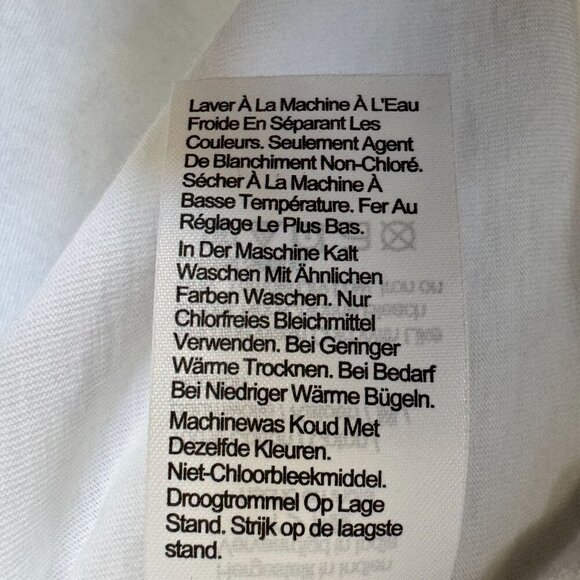 Laver À La Machine À L'Eau
Froide En Séparant Les
Couleurs. Seulement Agent
De Blanchiment Non-Chloré.
Sécher À La Machine À
Basse Température. Fer Au
Réglage Le Plus Bas.
In Der Maschine Kalt
Waschen Mit Ähnlichen
Farben Waschen. Nur
Chlorfreies Bleichmittel
Verwenden. Bei Geringer
Wärme Trocknen. Bei Bedarf
Bei Niedriger Wärme Bügeln.
Machinewas Koud Met
Dezelfde Kleuren.
Niet-Chloorbleekmiddel.
Droogtrommel Op Lage
Stand. Strijk op de laagste
stand.